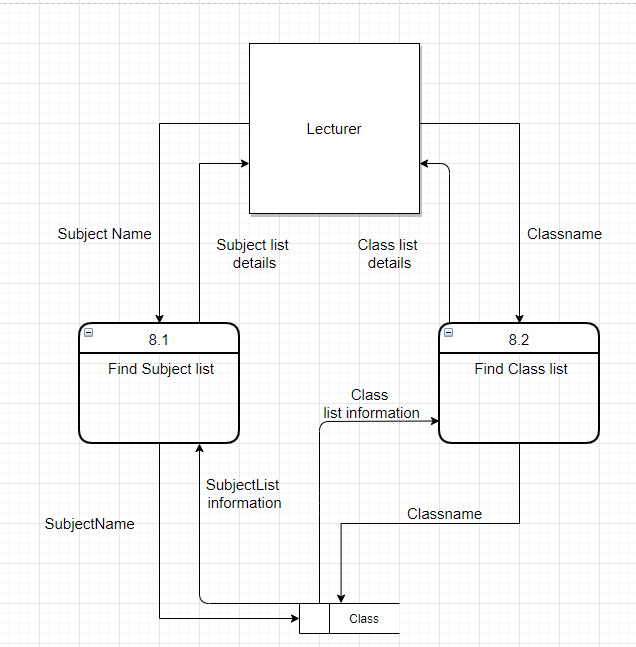 Lecturer
Subject Name
Subject list
details
Class list
details
Classname
8.1
Find Subject list
8.2
Find Class list
Class
list information
SubjectList
information
SubjectName
Classname
Class